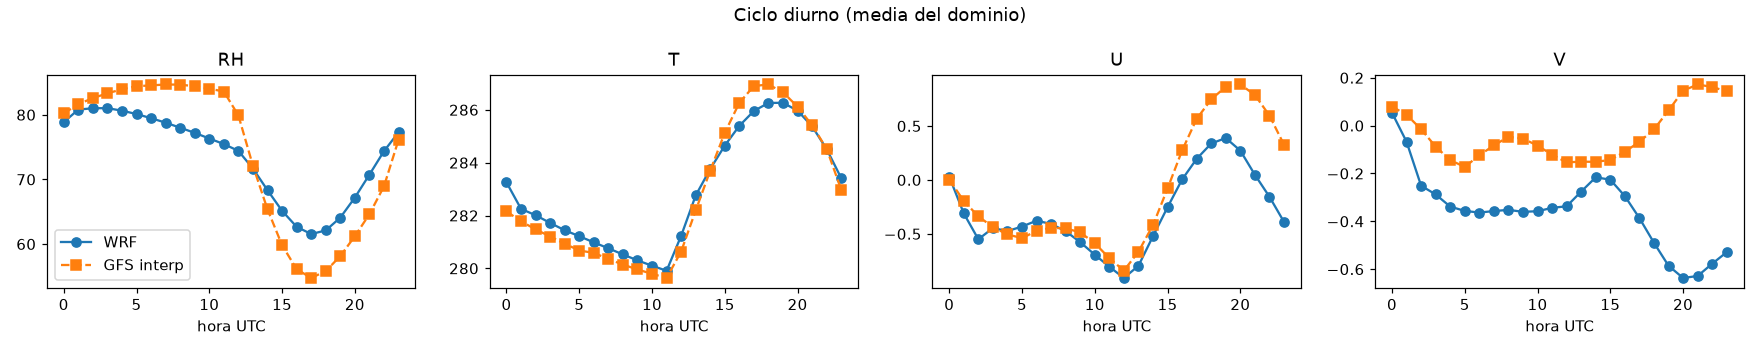 Ciclo diurno (media del dominio)
RH
80
70
60
WRF
GFS interp
0 5 10 15 20
hora UTC
T
286
284
282
280
0 5 10 15 20
hora UTC
U
0.5
0.0
−0.5
0 5 10 15 20
hora UTC
V
0.2
0.0
−0.2
−0.4
−0.6
0 5 10 15 20
hora UTC